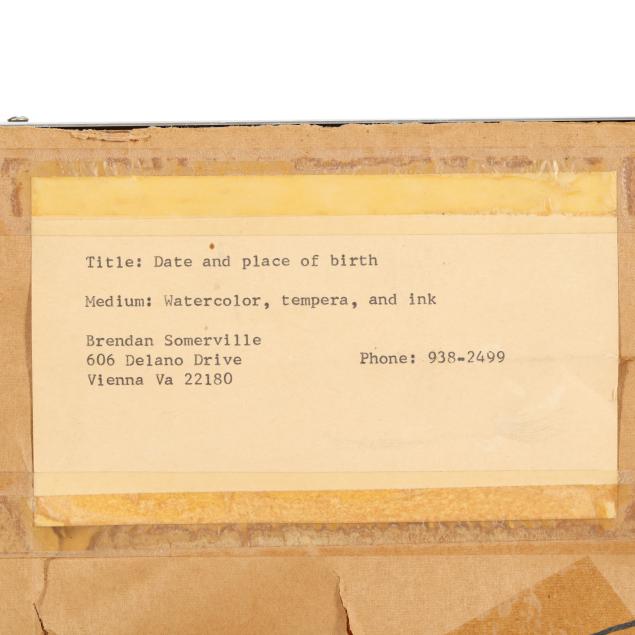 Title: Date and place of birth
Medium: Watercolor, tempera, and ink
Brendan Somerville
606 Delano Drive Phone: 938-2499
Vienna Va 22180